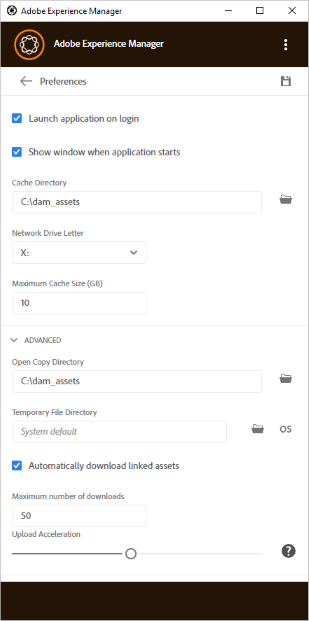 Adobe Experience Manager
Adobe Experience Manager
Preferences
Launch application on login
Show window when application starts
Cache Directory
C:\dam_assets
Network Drive Letter
X:
Maximum Cache Size (GB)
10
ADVANCED
Open Copy Directory
C:\dam_assets
Temporary File Directory
System default
OS
Automatically download linked assets
Maximum number of downloads
50
Upload Acceleration
?